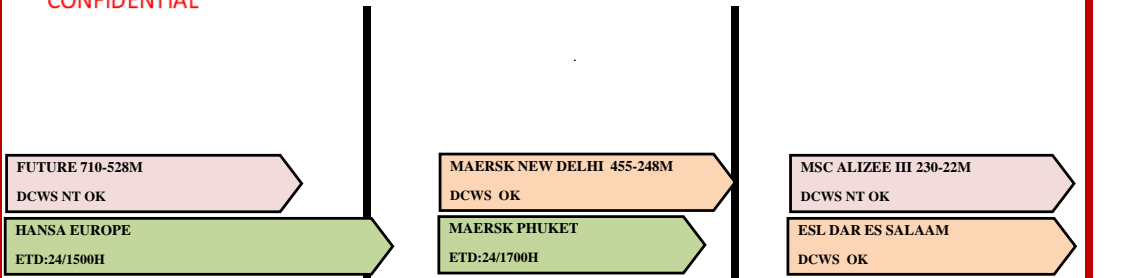 CONFIDENTIAL
FUTURE 710-528M
DCWS NT OK
HANSA EUROPE
ETD:24/1500H
MAERSK NEW DELHI 455-248M
DCWS OK
MAERSK PHUKET
ETD:24/1700H
MSC ALIZEE III 230-22M
DCWS NT OK
ESL DAR ES SALAAM
DCWS OK